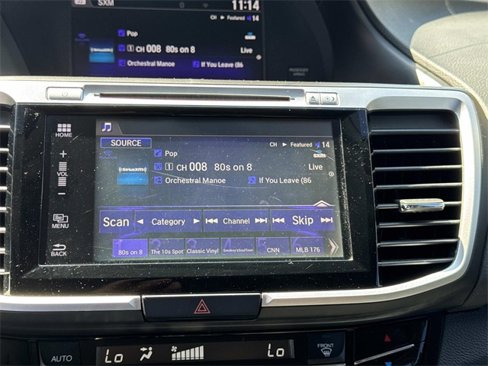 SXM
11:14
CH ▶ Featured 14
Pop
1 CH 008 80s on 8 Live
Orchestral Manoe If You Leave (86
HOME
SOURCE
CH ▶ Featured 14
Pop
+
VOL
−
1 CH 008 80s on 8 Live
SiriusXM
Orchestral Manoe If You Leave (86
MENU
Scan ◀ Category ▶ Channel Skip
BACK
80s on 8 The 10s Spot Classic Vinyl CNN MLB 176
AUTO Lo Lo FRONT